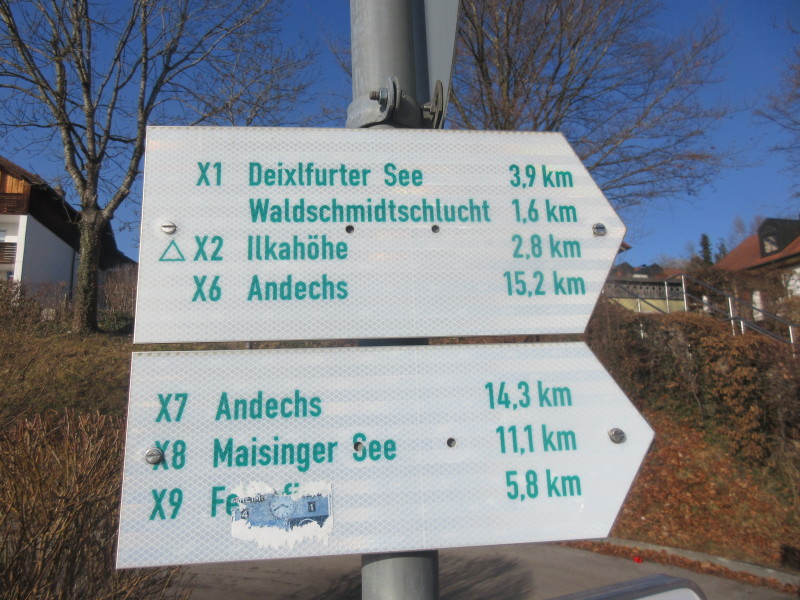 X1 Deixlfurter See 3,9 km
Waldschmidtschlucht 1,6 km
X2 Ilkahöhe 2,8 km
X6 Andechs 15,2 km
X7 Andechs 14,3 km
X8 Maisinger See 11,1 km
X9 5,8 km